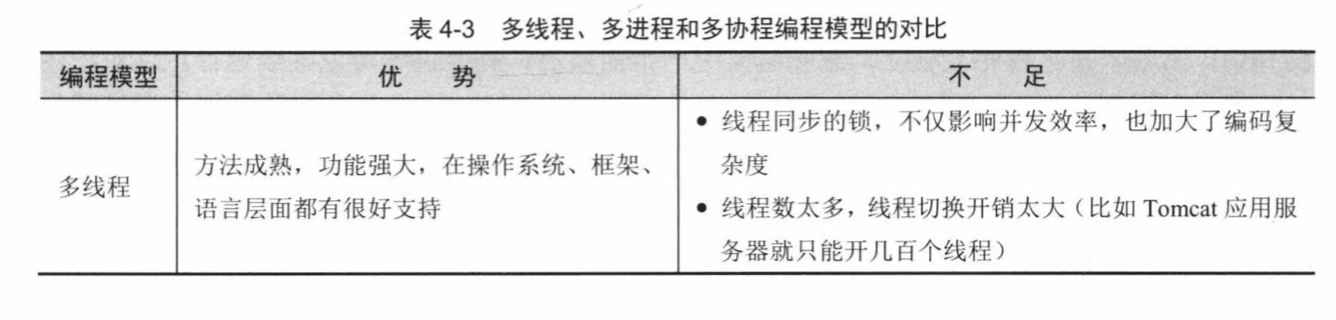 表 4-3 多线程、多进程和多协程编程模型的对比
编程模型 优 势 不 足
多线程
方法成熟，功能强大，在操作系统、框架、
语言层面都有很好支持
● 线程同步的锁，不仅影响并发效率，也加大了编码复
杂度
● 线程数太多，线程切换开销太大（比如 Tomcat 应用服
务器就只能开几百个线程）